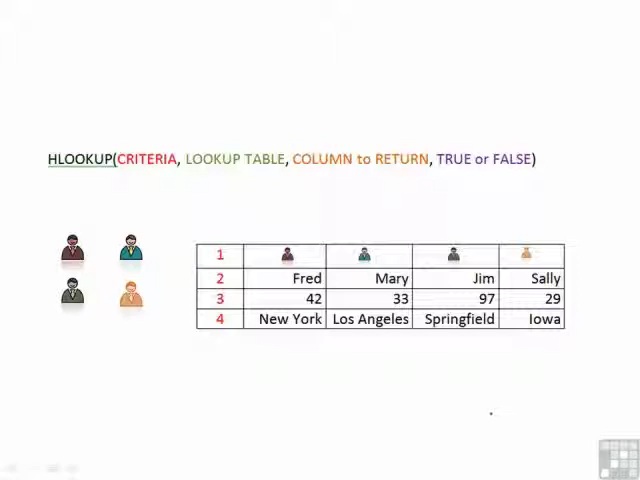 HLOOKUP(CRITERIA, LOOKUP TABLE, COLUMN to RETURN, TRUE or FALSE)
1
2 Fred Mary Jim Sally
3 42 33 97 29
4 New York Los Angeles Springfield Iowa